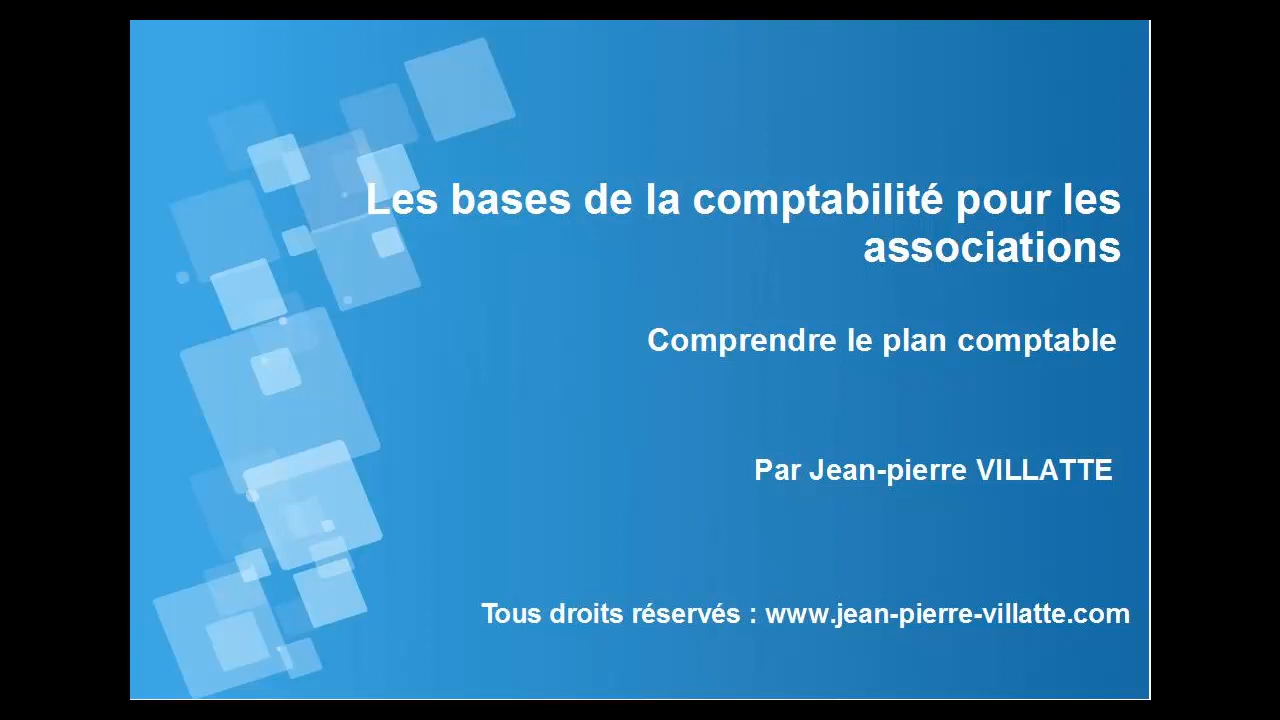 Les bases de la comptabilité pour les
associations
Comprendre le plan comptable
Par Jean-pierre VILLATTE
Tous droits réservés : www.jean-pierre-villatte.com